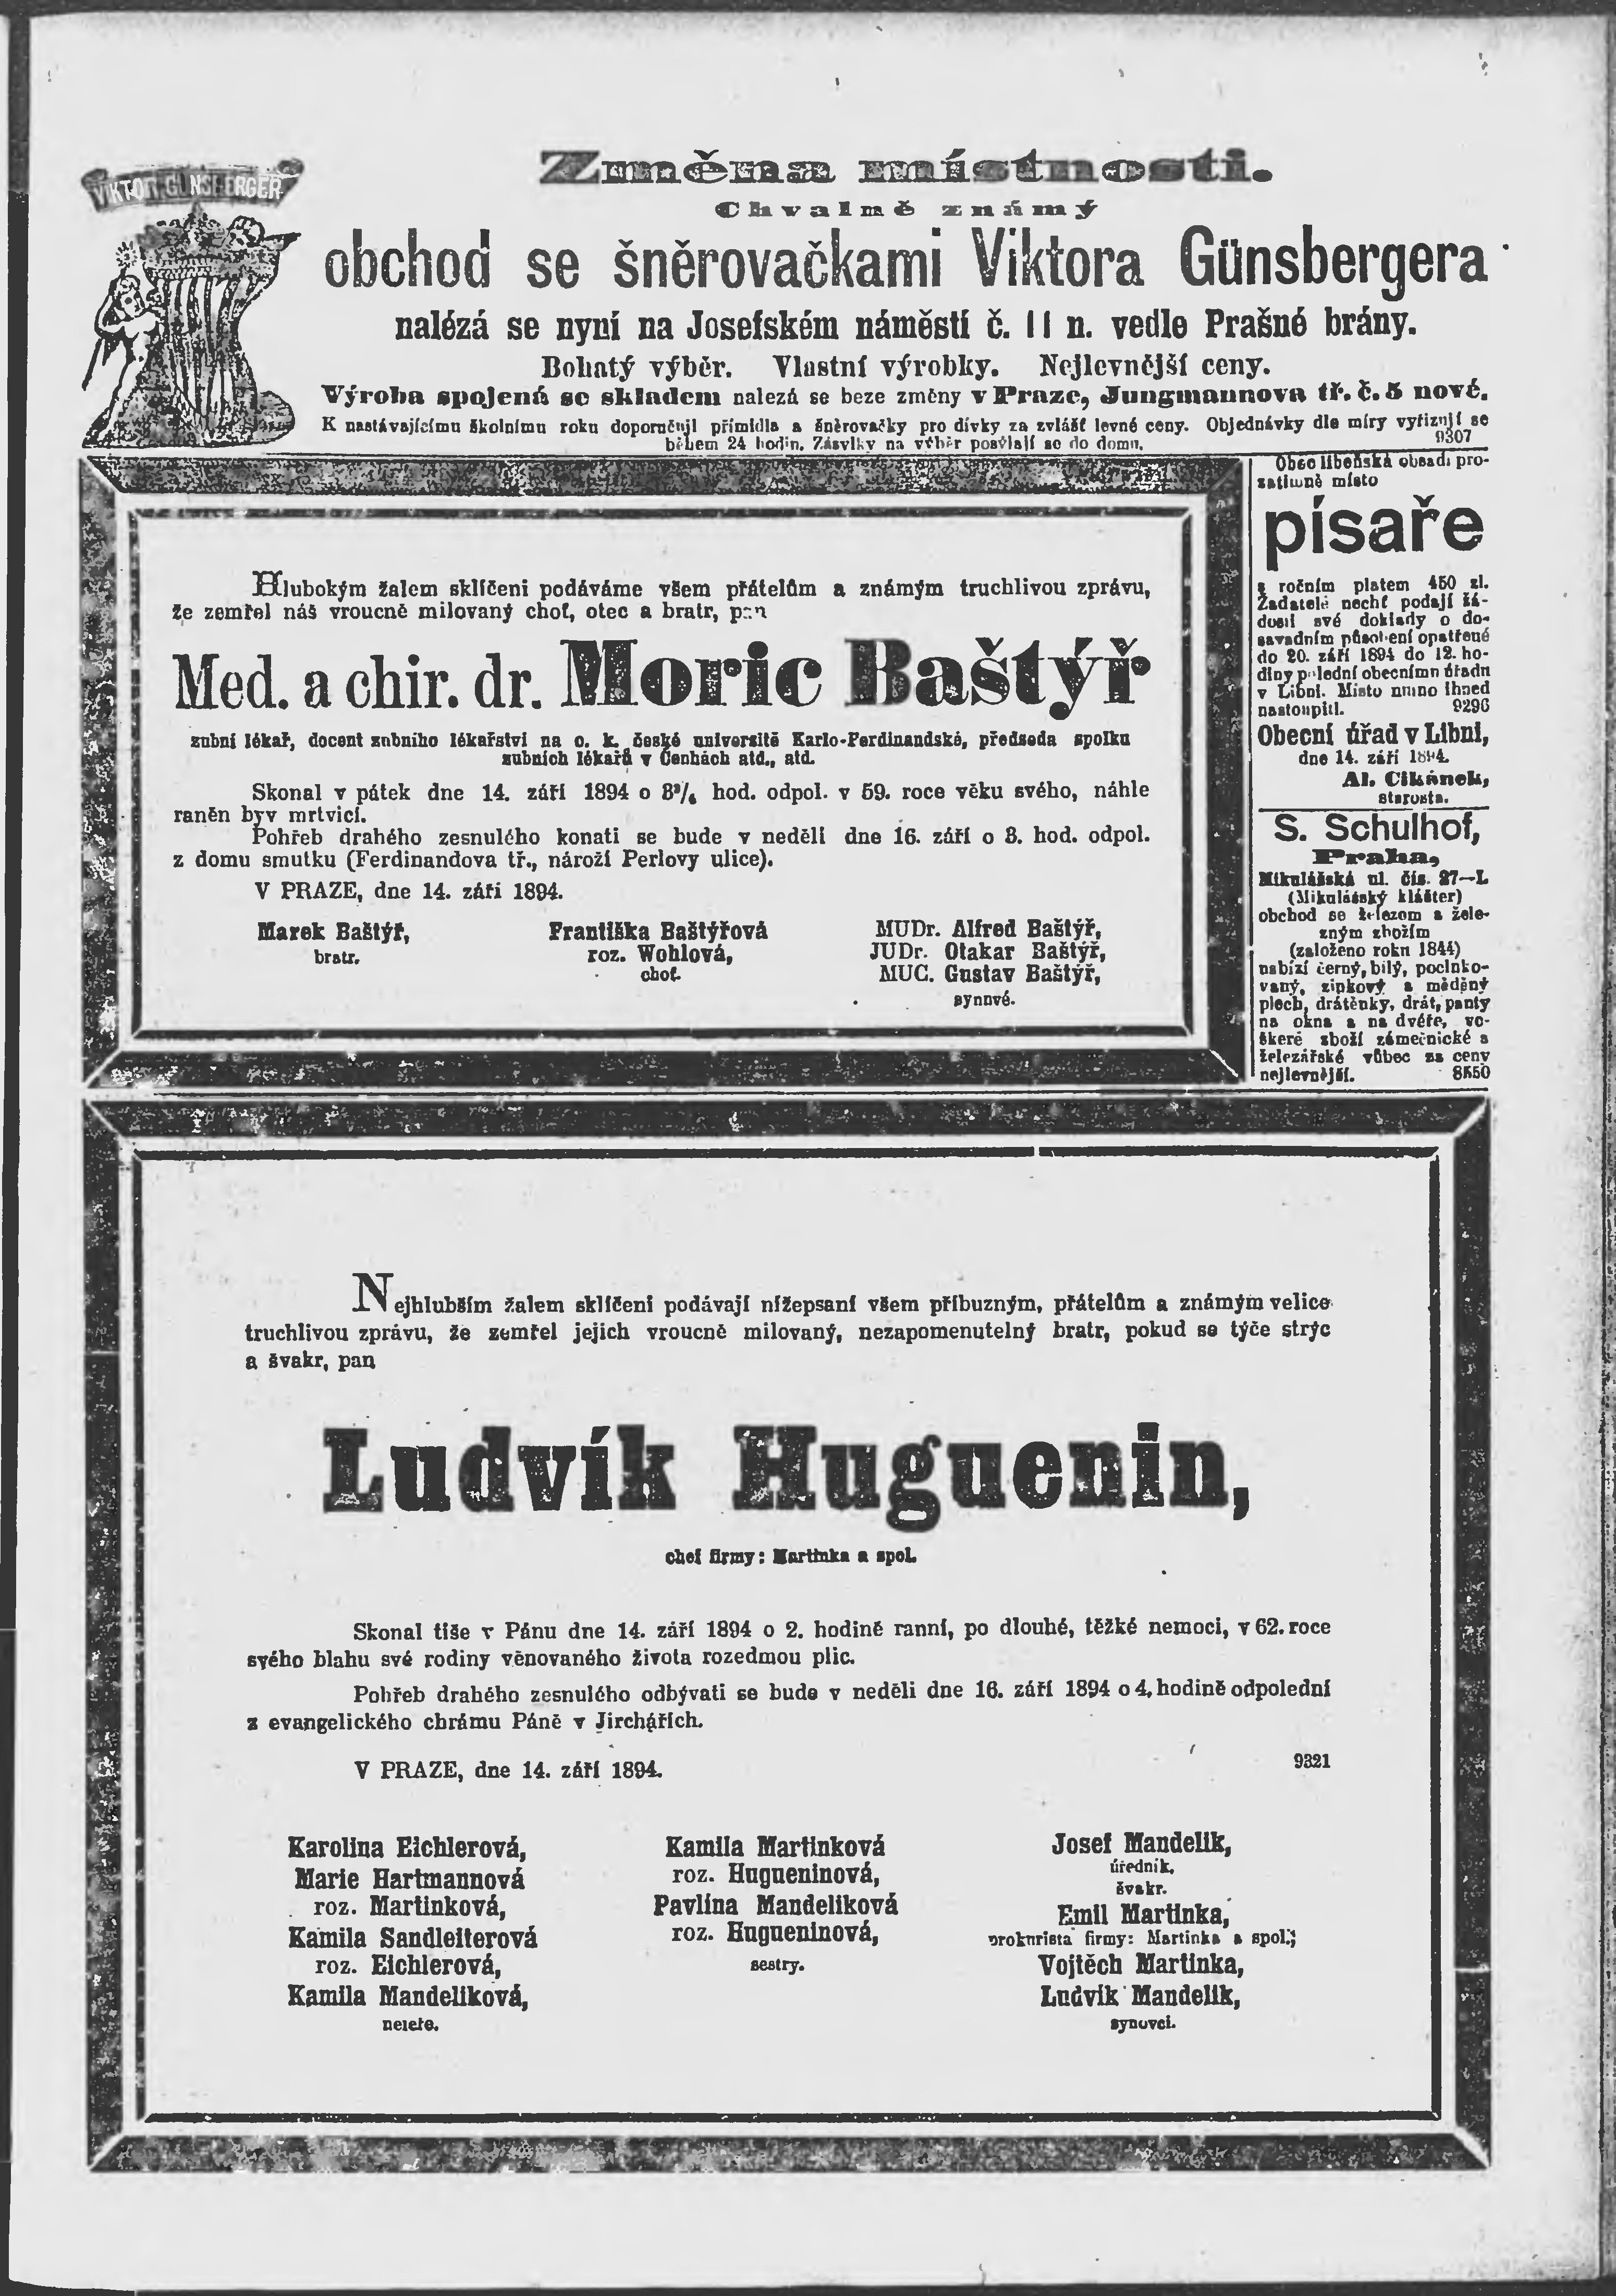 VIKTOR GÜNSBERGER
Změna místnosti.
Chvalně známý
obchod se šněrovačkami Viktora Günsbergera
nalézá se nyní na Josefském náměstí č. 11 n. vedle Prašné brány.
Bohatý výběr. Vlastní výrobky. Nejlevnější ceny.
Výroba spojená se skladem nalezá se beze změny v Praze, Jungmannova tř. č. 5 nové.
K nastávajícímu školnímu roku doporučují přímidla a šněrovačky pro dívky za zvlášť levné ceny. Objednávky dle míry vyřizují se
během 24 hodin. Zásylky na výběr posýlají se do domu.
9307
Hlubokým žalem sklíčeni podáváme všem přátelům a známým truchlivou zprávu,
že zemřel náš vroucně milovaný choť, otec a bratr, pan
Med. a chir. dr. Moric Baštýř
zubní lékař, docent zubního lékařství na c. k. české universitě Karlo-Ferdinandské, předseda spolku
zubních lékařů v Čechách atd., atd.
Skonal v pátek dne 14. září 1894 o 3¾ hod. odpol. v 59. roce věku svého, náhle
raněn byv mrtvicí.
Pohřeb drahého zesnulého konati se bude v neděli dne 16. září o 3. hod. odpol.
z domu smutku (Ferdinandova tř., nároží Perlovy ulice).
V PRAZE, dne 14. září 1894.
Marek Baštýř,
bratr.
Františka Baštýřová
roz. Wohlová,
choť.
MUDr. Alfred Baštýř,
JUDr. Otakar Baštýř,
MUC. Gustav Baštýř,
synové.
Obec libeňská obsadí pro-
zatímně místo
písaře
s ročním platem 450 zl.
Žadatelé nechť podají žá-
dosti své doklady o do-
savadním působení opatřené
do 20. září 1894 do 12. ho-
diny polední obecnímu úřadu
v Libni. Místo nutno ihned
nastoupiti. 9296
Obecní úřad v Libni,
dne 14. září 1894.
Al. Cikánek,
starosta.
S. Schulhof,
Praha,
Mikulášská ul. čís. 27—I.
(Mikulášský klášter)
obchod se železem a žele-
zným zbožím
(založeno roku 1844)
nabízí černý, bílý, pocinko-
vaný, zinkový a měděný
plech, drátěnky, drát, panty
na okna a na dvéře, ve-
škeré zboží zámečnické a
železářské vůbec za ceny
nejlevnější. 8550
Nejhlubším žalem sklíčeni podávají nížepsaní všem příbuzným, přátelům a známým velice
truchlivou zprávu, že zemřel jejich vroucně milovaný, nezapomenutelný bratr, pokud se týče strýc
a švakr, pan
Ludvík Huguenin,
chef firmy: Martinka a spol.
Skonal tiše v Pánu dne 14. září 1894 o 2. hodině ranní, po dlouhé, těžké nemoci, v 62. roce
svého blahu své rodiny věnovaného života rozedmou plic.
Pohřeb drahého zesnulého odbývati se bude v neděli dne 16. září 1894 o 4. hodině odpolední
z evangelického chrámu Páně v Jirchářích.
V PRAZE, dne 14. září 1894.
9321
Karolina Eichlerová,
Marie Hartmannová
roz. Martinková,
Kamila Sandleiterová
roz. Eichlerová,
Kamila Mandelíková,
neteře.
Kamila Martinková
roz. Hugueninová,
Pavlína Mandelíková
roz. Hugueninová,
sestry.
Josef Mandelík,
úředník,
švakr.
Emil Martinka,
prokurista firmy: Martinka a spol.;
Vojtěch Martinka,
Ludvík Mandelík,
synovci.